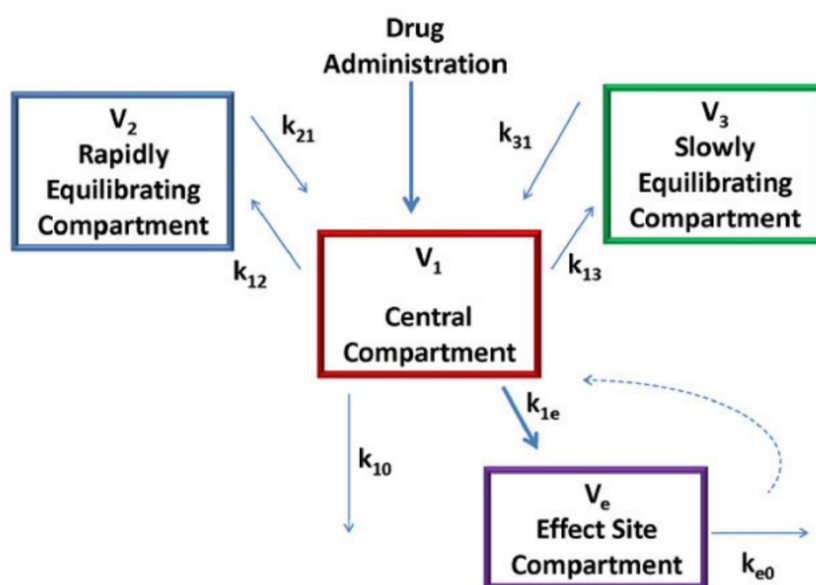 Drug
Administration
V2
Rapidly
Equilibrating
Compartment
k21
k31
V3
Slowly
Equilibrating
Compartment
k12
k13
V1
Central
Compartment
k1e
k10
Ve
Effect Site
Compartment
ke0